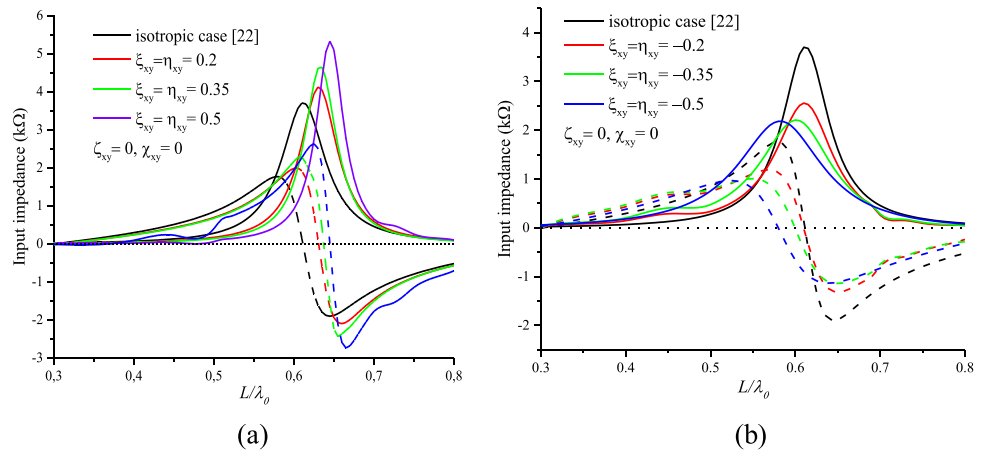 6
5
4
3
2
1
0
-1
-2
-3
Input impedance (kΩ)
isotropic case [22]
ξxy=ηxy= 0.2
ξxy= ηxy= 0.35
ξxy= ηxy= 0.5
ζxy= 0, χxy= 0
0,3 0,4 0,5 0,6 0,7 0,8
L/λ0
(a)
4
3
2
1
0
-1
-2
Input impedance (kΩ)
isotropic case [22]
ξxy=ηxy= −0.2
ξxy=ηxy= −0.35
ξxy=ηxy= −0.5
ζxy= 0, χxy= 0
0.3 0.4 0.5 0.6 0.7 0.8
L/λ0
(b)